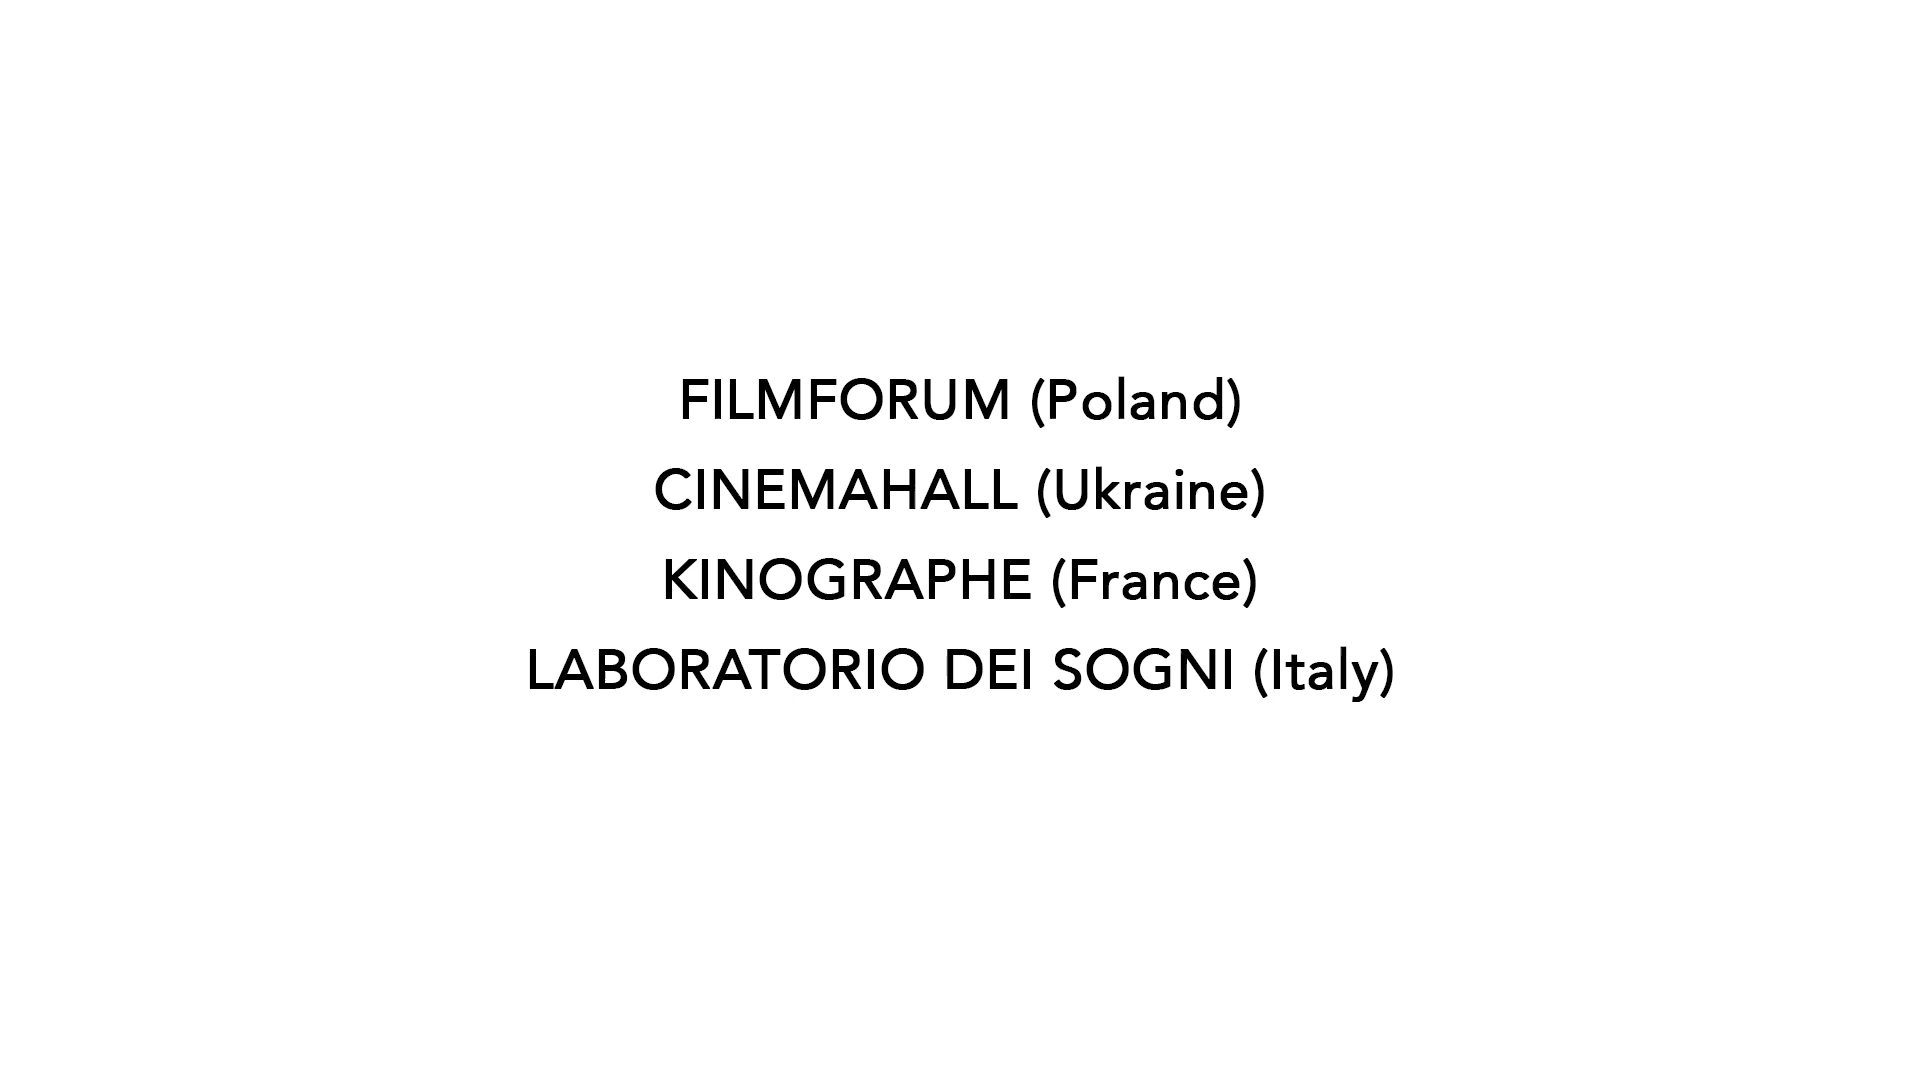 FILMFORUM (Poland)
CINEMAHALL (Ukraine)
KINOGRAPHE (France)
LABORATORIO DEI SOGNI (Italy)